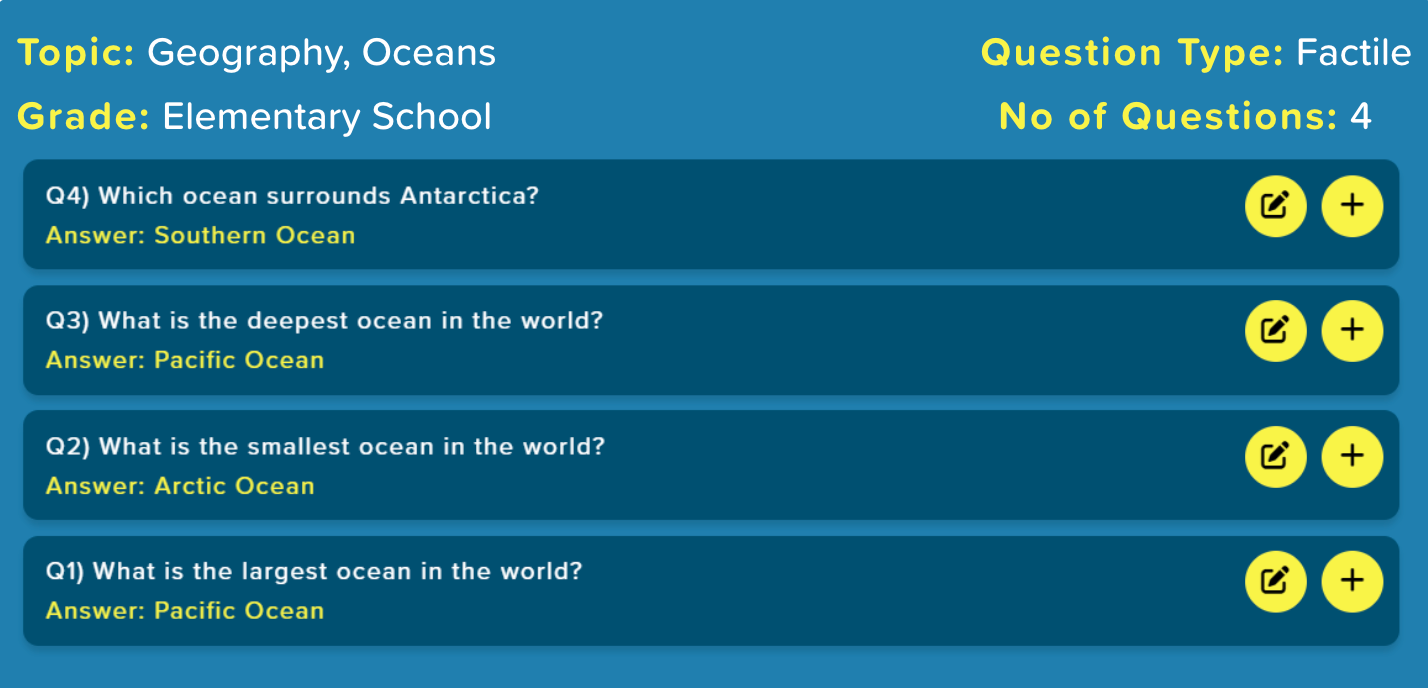 Topic: Geography, Oceans
Question Type: Factile
Grade: Elementary School
No of Questions: 4
Q4) Which ocean surrounds Antarctica?
Answer: Southern Ocean
Q3) What is the deepest ocean in the world?
Answer: Pacific Ocean
Q2) What is the smallest ocean in the world?
Answer: Arctic Ocean
Q1) What is the largest ocean in the world?
Answer: Pacific Ocean